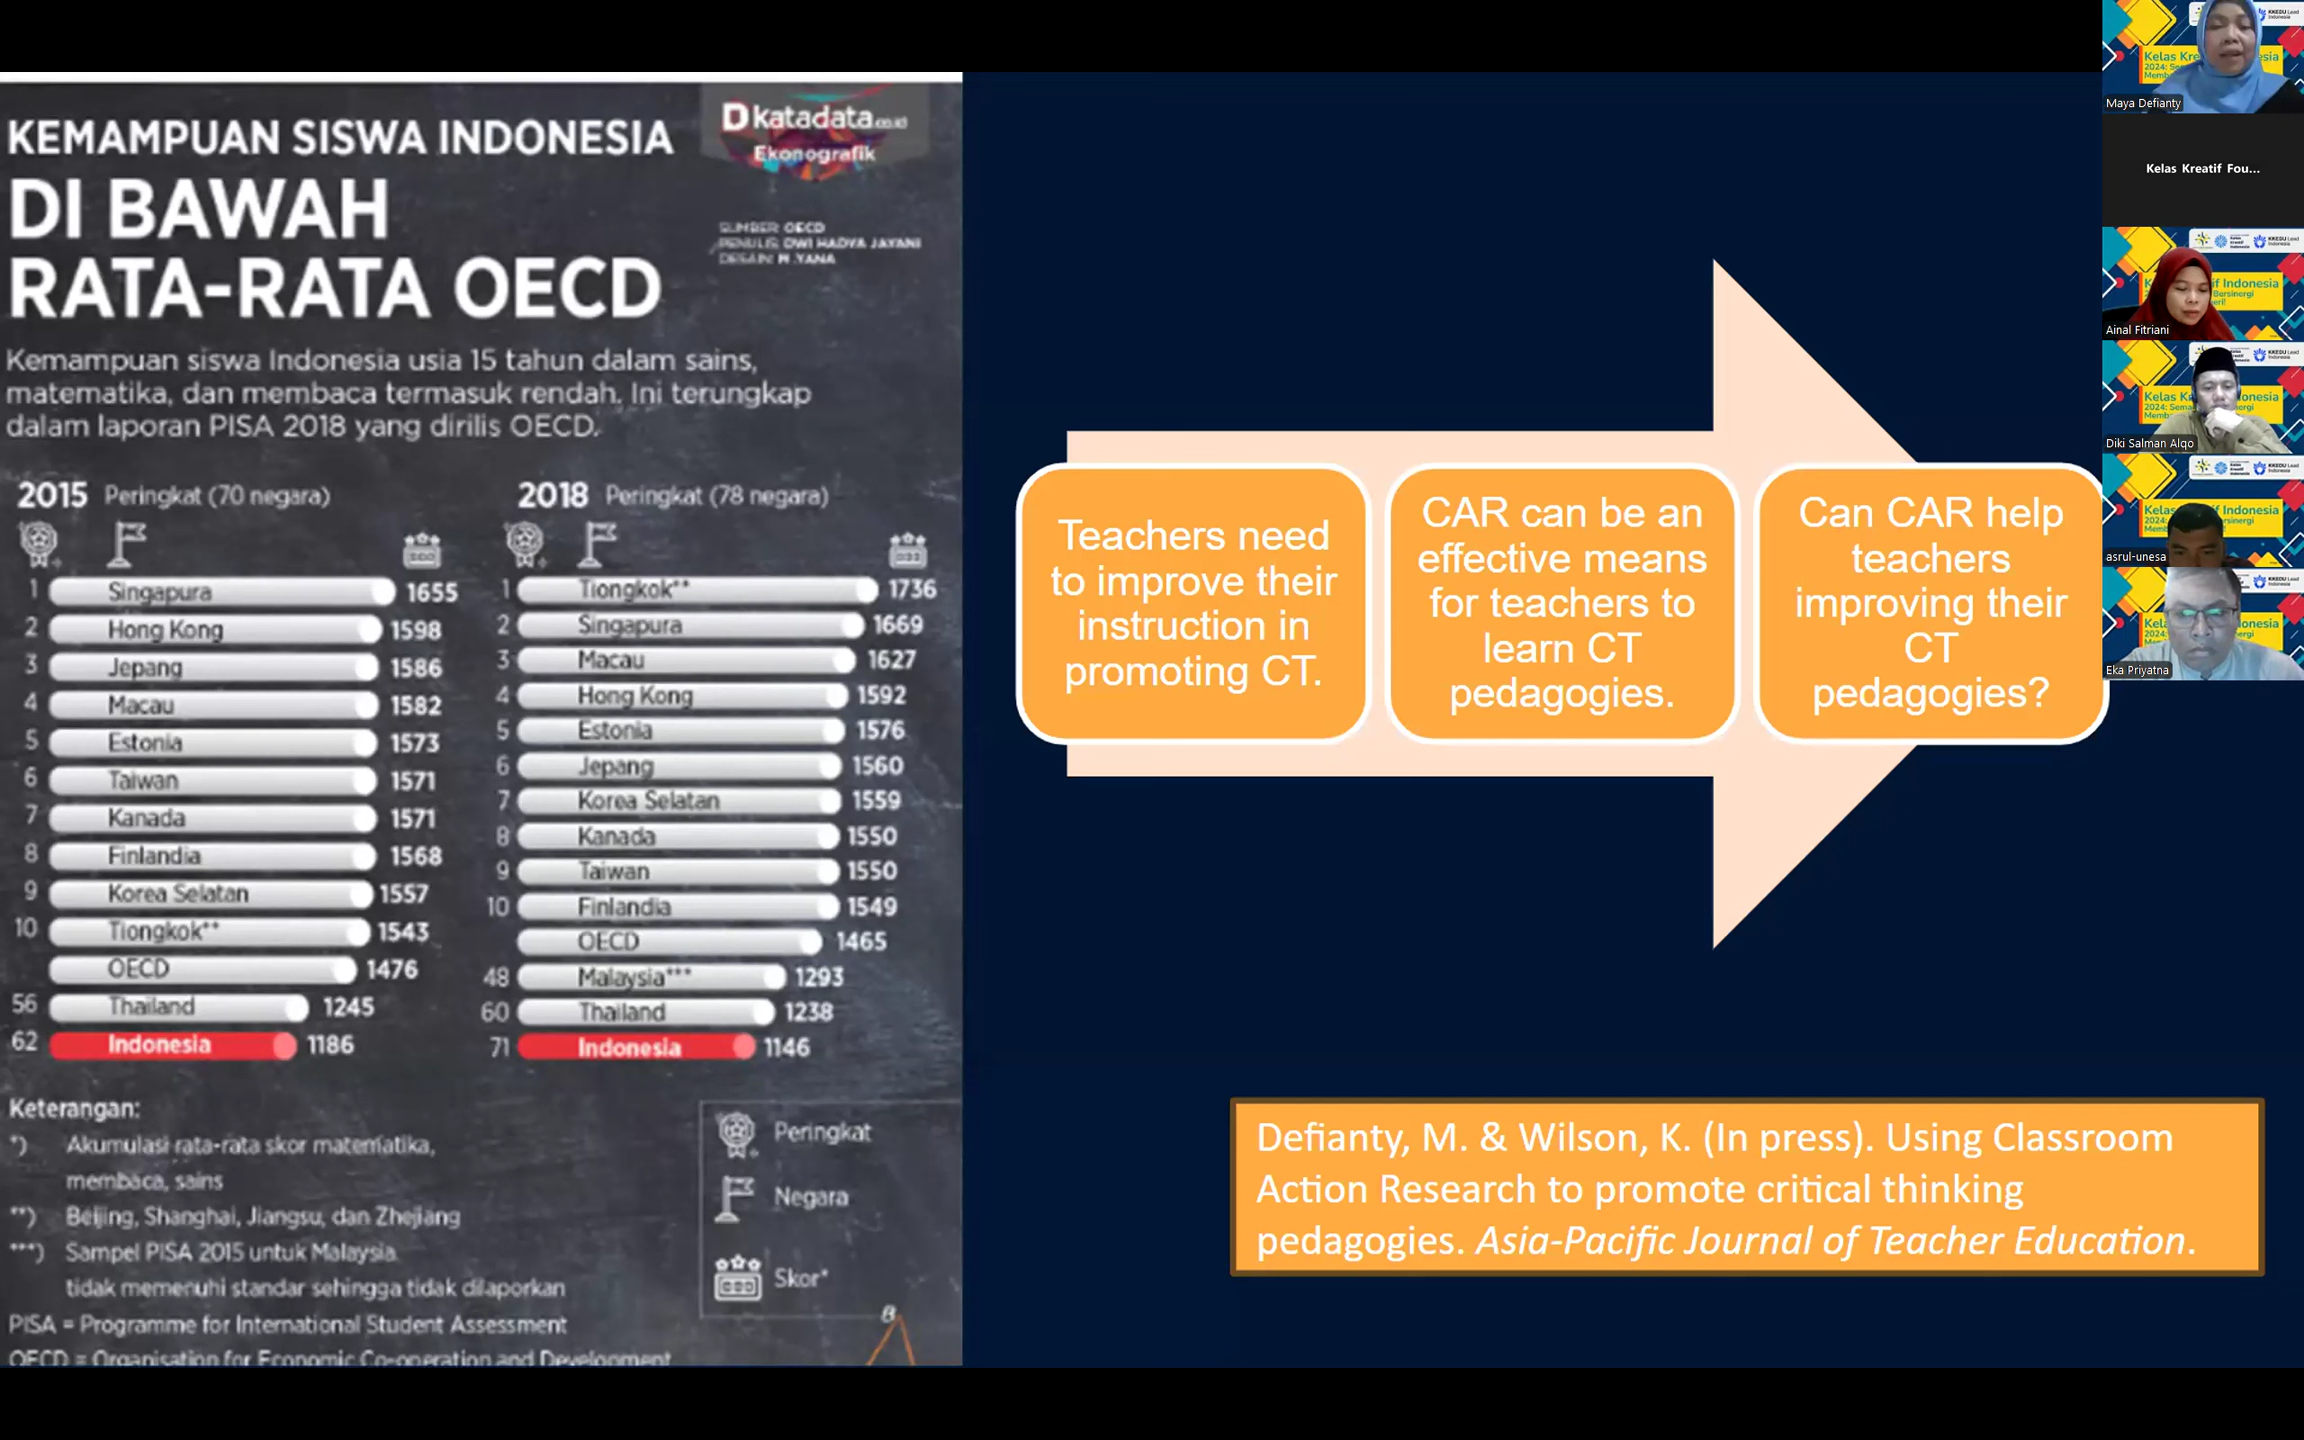 KEMAMPUAN SISWA INDONESIA
DI BAWAH
RATA-RATA OECD
Dkatadata.co.id
Ekonografik
SUMBER: OECD
PENULIS: DWI HADYA JAYANI
DESAIN: M. YANA
Kemampuan siswa Indonesia usia 15 tahun dalam sains,
matematika, dan membaca termasuk rendah. Ini terungkap
dalam laporan PISA 2018 yang dirilis OECD.
2015 Peringkat (70 negara)
1 Singapura 1655
2 Hong Kong 1598
3 Jepang 1586
4 Macau 1582
5 Estonia 1573
6 Taiwan 1571
7 Kanada 1571
8 Finlandia 1568
9 Korea Selatan 1557
10 Tiongkok** 1543
OECD 1476
56 Thailand 1245
62 Indonesia 1186
2018 Peringkat (78 negara)
1 Tiongkok** 1736
2 Singapura 1669
3 Macau 1627
4 Hong Kong 1592
5 Estonia 1576
6 Jepang 1560
7 Korea Selatan 1559
8 Kanada 1550
9 Taiwan 1550
10 Finlandia 1549
OECD 1465
48 Malaysia*** 1293
60 Thailand 1238
71 Indonesia 1146
Keterangan:
*) Akumulasi rata-rata skor matematika,
membaca, sains
**) Beijing, Shanghai, Jiangsu, dan Zhejiang
***) Sampel PISA 2015 untuk Malaysia
tidak memenuhi standar sehingga tidak dilaporkan
PISA = Programme for International Student Assessment
OECD = Organisation for Economic Co-operation and Development
Peringkat
Negara
Skor*
B
Teachers need
to improve their
instruction in
promoting CT.
CAR can be an
effective means
for teachers to
learn CT
pedagogies.
Can CAR help
teachers
improving their
CT
pedagogies?
Defianty, M. & Wilson, K. (In press). Using Classroom
Action Research to promote critical thinking
pedagogies. Asia-Pacific Journal of Teacher Education.
Maya Defianty
Kelas Kreatif Fou...
Ainal Fitriani
Diki Salman Alqo
asrul-unesa
Eka Priyatna